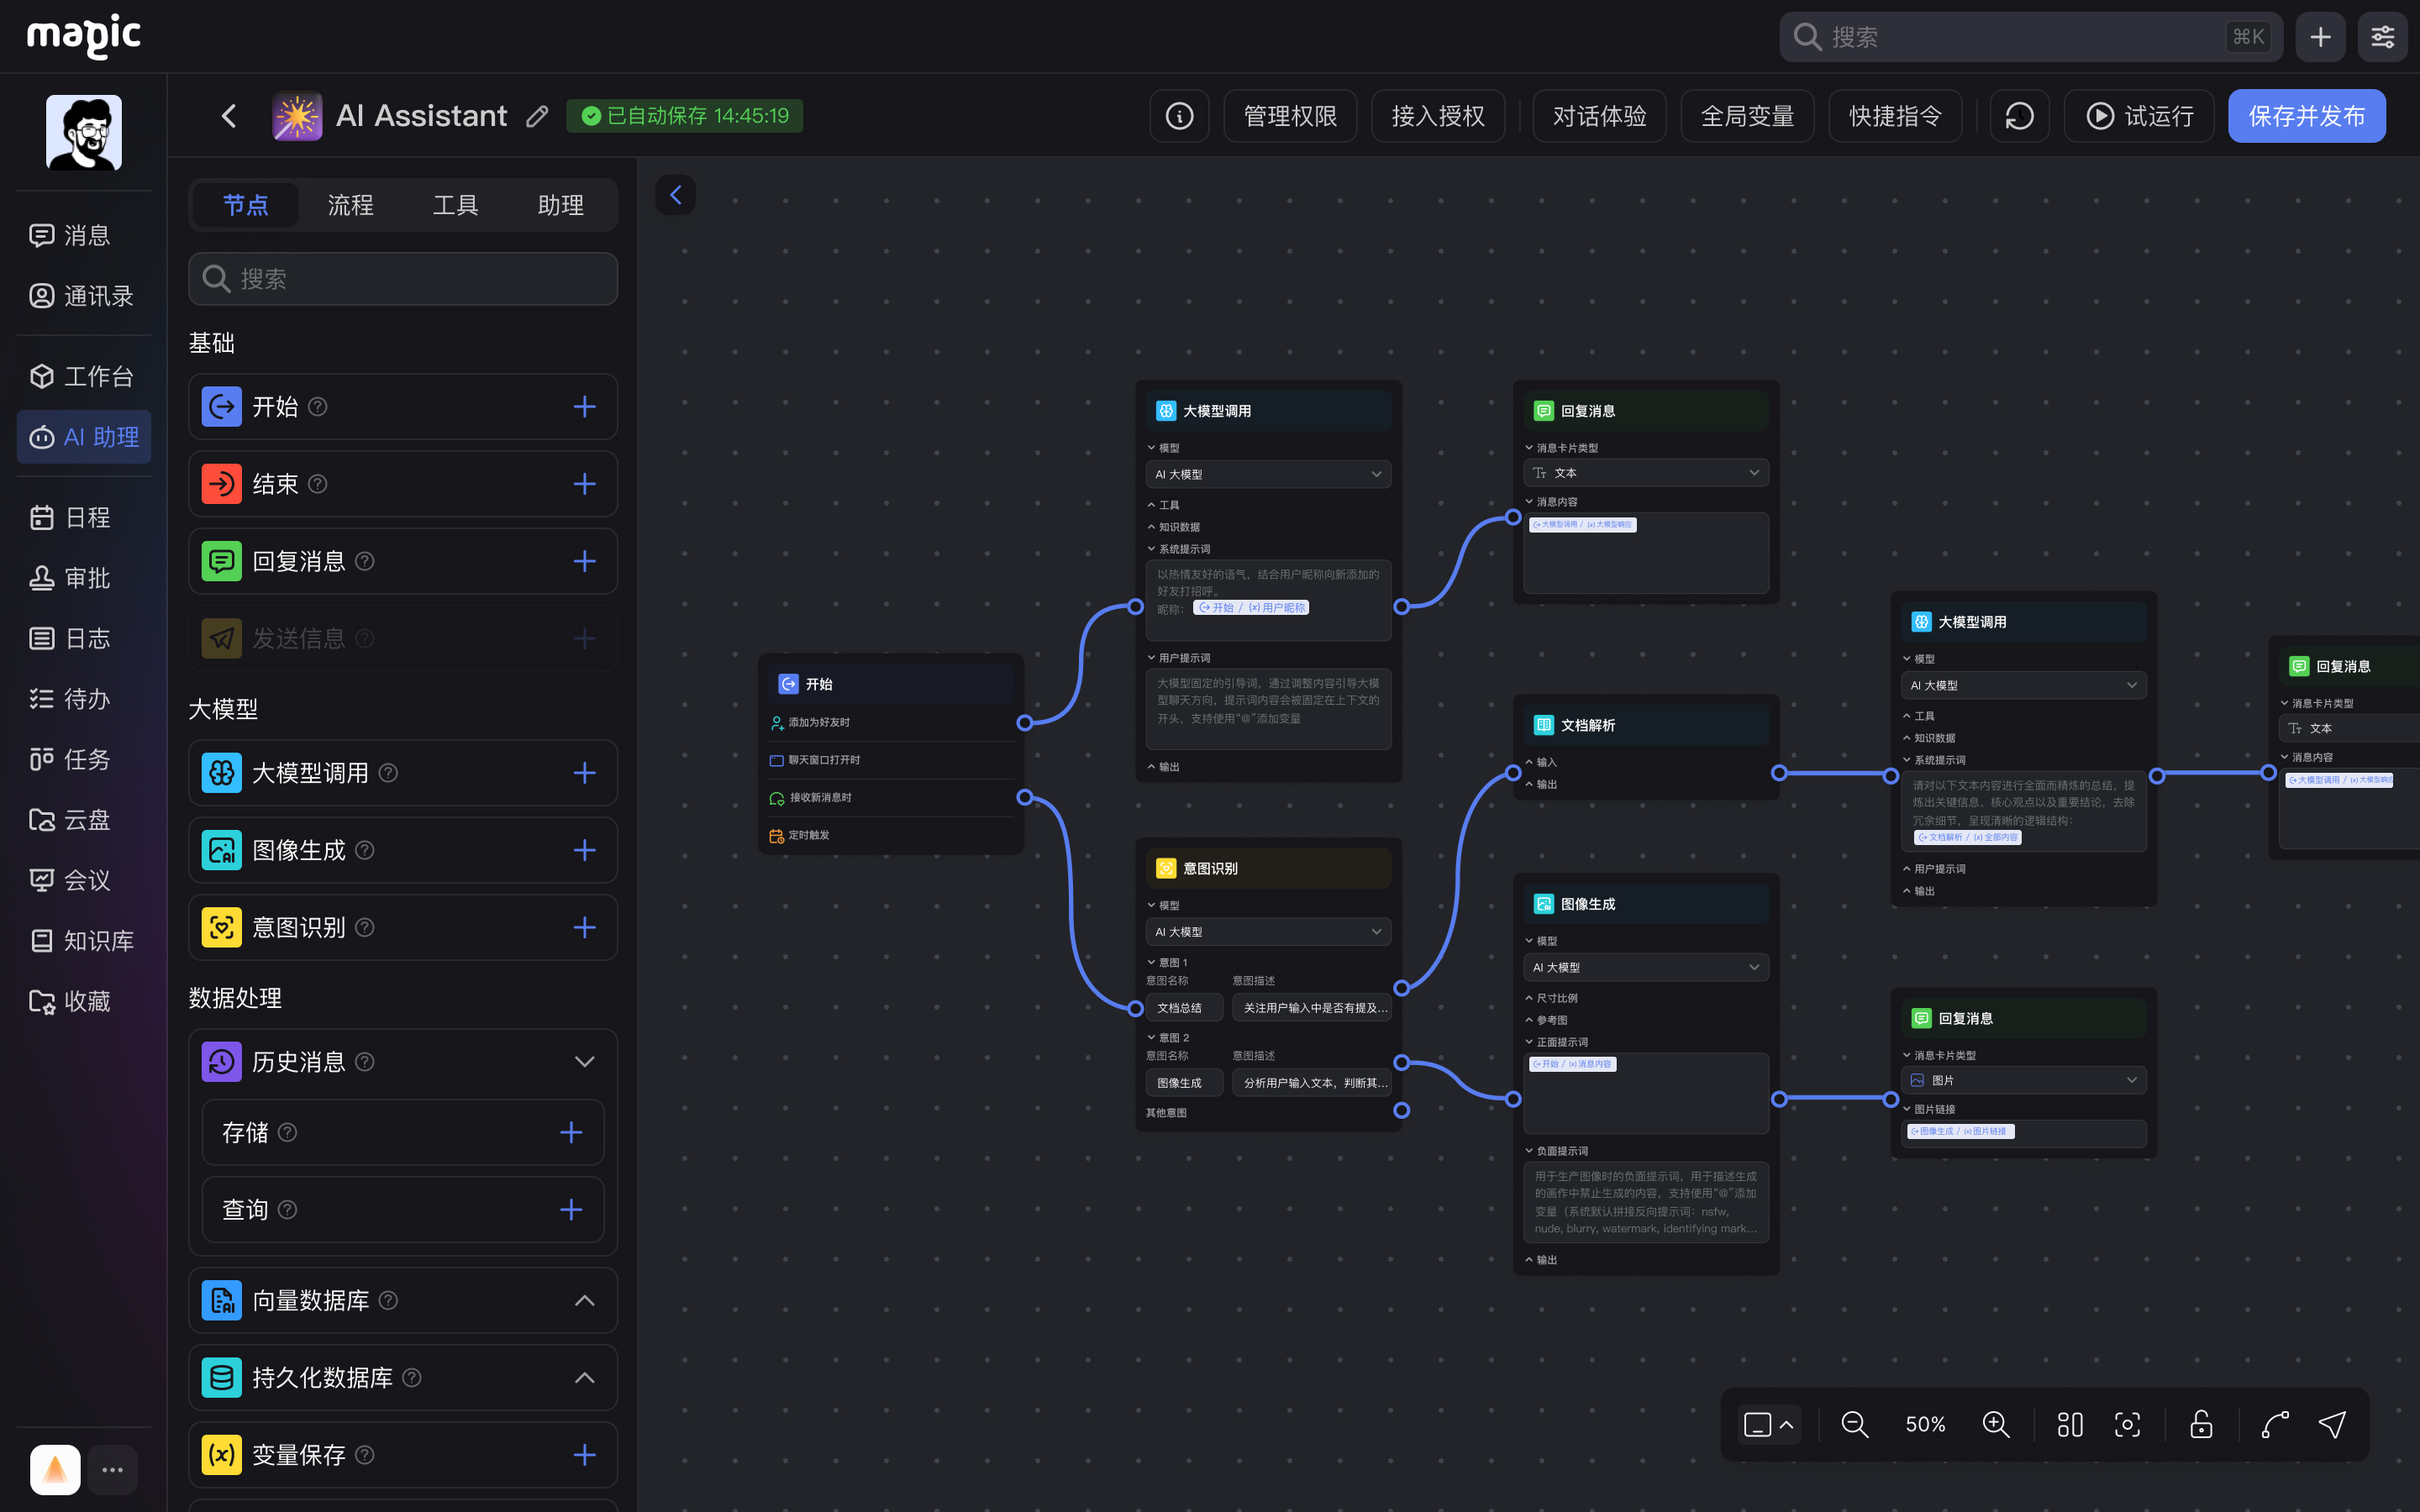 magic
搜索
⌘K
AI Assistant
已自动保存 14:45:19
管理权限
接入授权
对话体验
全局变量
快捷指令
试运行
保存并发布
消息
通讯录
工作台
AI 助理
日程
审批
日志
待办
任务
云盘
会议
知识库
收藏
节点
流程
工具
助理
搜索
基础
开始
结束
回复消息
发送信息
大模型
大模型调用
图像生成
意图识别
数据处理
历史消息
存储
查询
向量数据库
持久化数据库
(x) 变量保存
开始
添加为好友时
聊天窗口打开时
接收新消息时
定时触发
大模型调用
模型
AI 大模型
工具
知识数据
系统提示词
以热情友好的语气，结合用户昵称向新添加的
好友打招呼。
昵称： 开始 / (x) 用户昵称
用户提示词
大模型固定的引导词，通过调整内容引导大模
型聊天方向，提示词内容会被固定在上下文的
开头，支持使用“@”添加变量
输出
意图识别
模型
AI 大模型
意图 1
意图名称 意图描述
文档总结 关注用户输入中是否有提及...
意图 2
意图名称 意图描述
图像生成 分析用户输入文本，判断其...
其他意图
回复消息
消息卡片类型
Tт 文本
消息内容
大模型调用 / (x) 大模型响应
文档解析
输入
输出
图像生成
模型
AI 大模型
尺寸比例
参考图
正面提示词
开始 / (x) 消息内容
负面提示词
用于生产图像时的负面提示词，用于描述生成
的画作中禁止生成的内容，支持使用“@”添加
变量（系统默认拼接反向提示词：nsfw,
nude, blurry, watermark, identifying mark...
输出
大模型调用
模型
AI 大模型
工具
知识数据
系统提示词
请对以下文本内容进行全面而精炼的总结，提
炼出关键信息、核心观点以及重要结论，去除
冗余细节，呈现清晰的逻辑结构：
文档解析 / (x) 全部内容
用户提示词
输出
回复消息
消息卡片类型
图片
图片链接
图像生成 / (x) 图片链接
回复消息
消息卡片类型
Tт 文本
消息内容
大模型调用 / (x) 大模型响应
50%